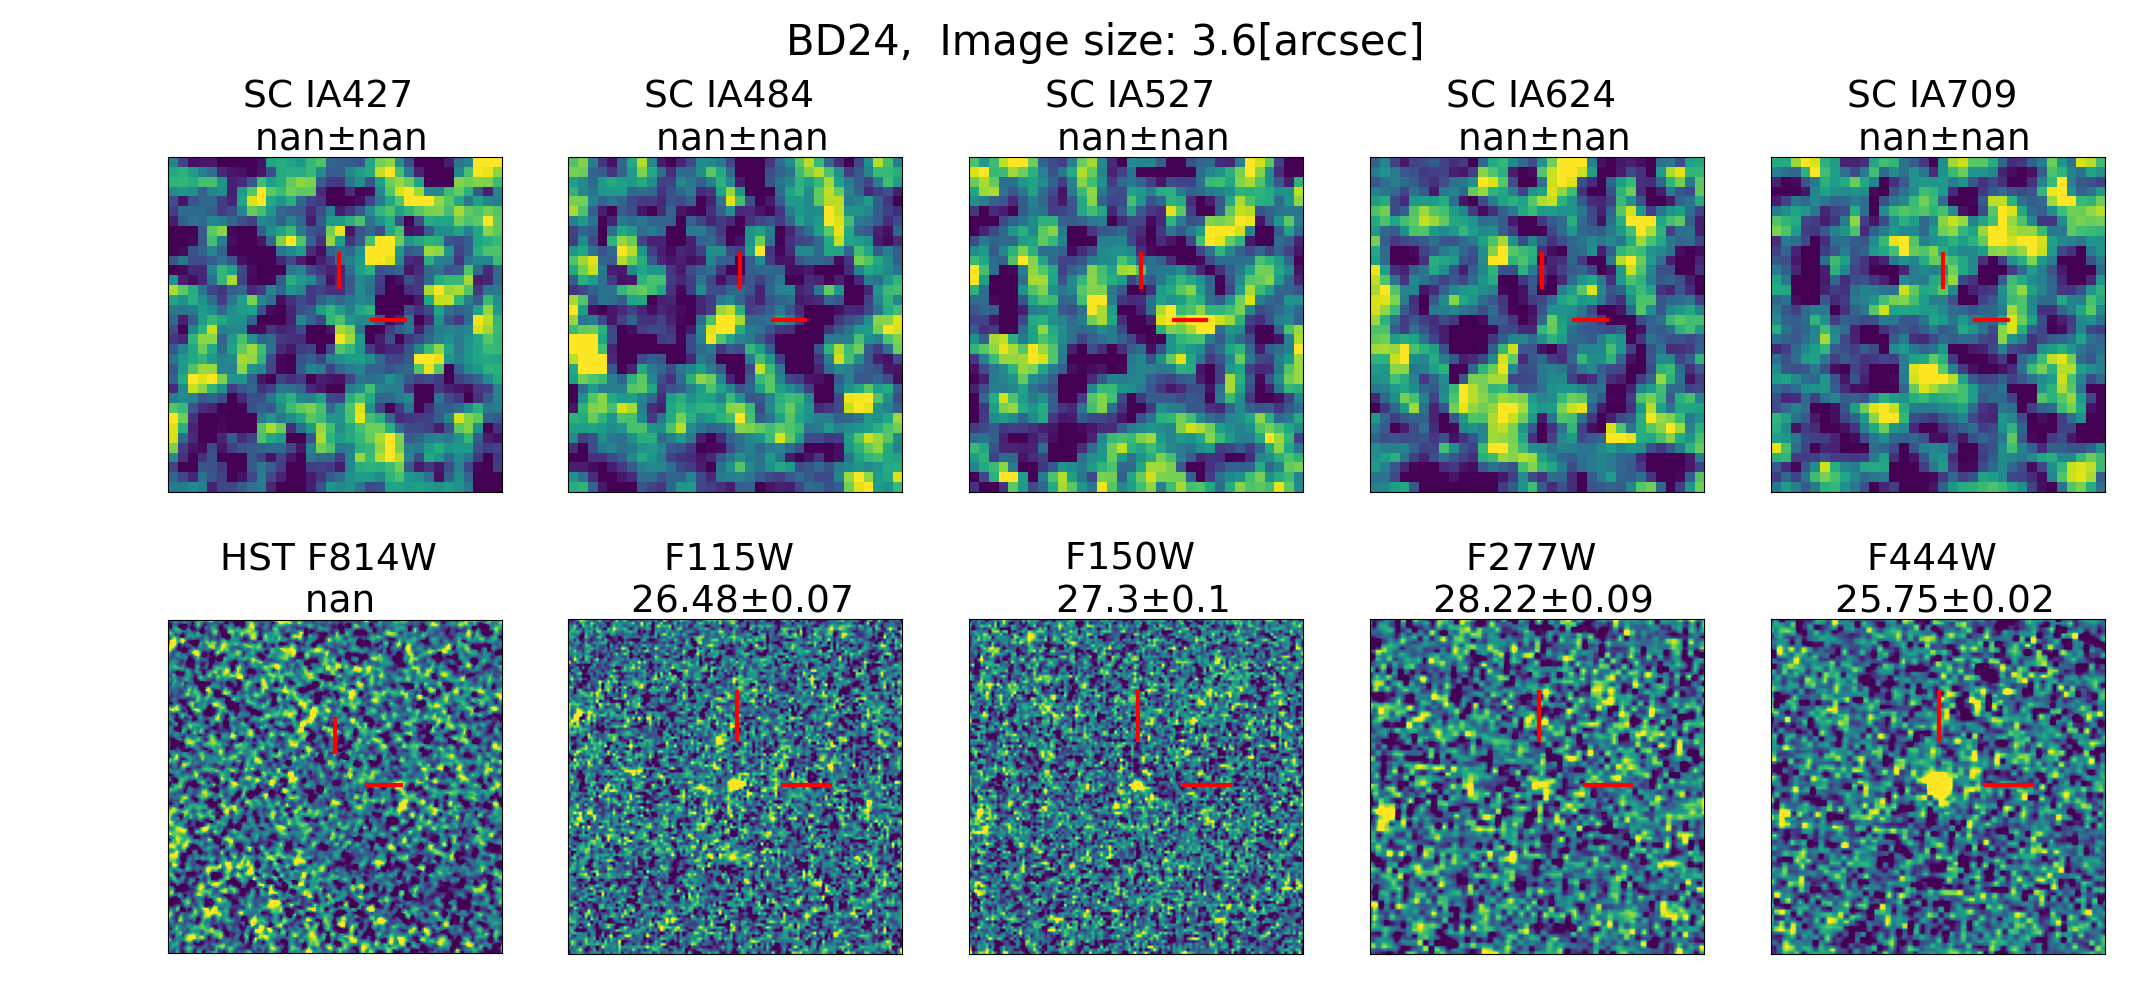 BD24,  Image size: 3.6[arcsec]
SC IA427
nan±nan
SC IA484
nan±nan
SC IA527
nan±nan
SC IA624
nan±nan
SC IA709
nan±nan
HST F814W
nan
F115W
26.48±0.07
F150W
27.3±0.1
F277W
28.22±0.09
F444W
25.75±0.02